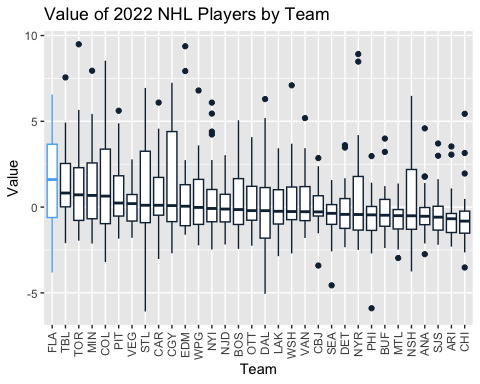 Value of 2022 NHL Players by Team
Value
10
5
0
-5
FLA TBL TOR MIN COL PIT VEG STL CAR CGY EDM WPG NYI NJD BOS OTT DAL LAK WSH VAN CBJ SEA DET NYR PHI BUF MTL NSH ANA SJS ARI CHI
Team